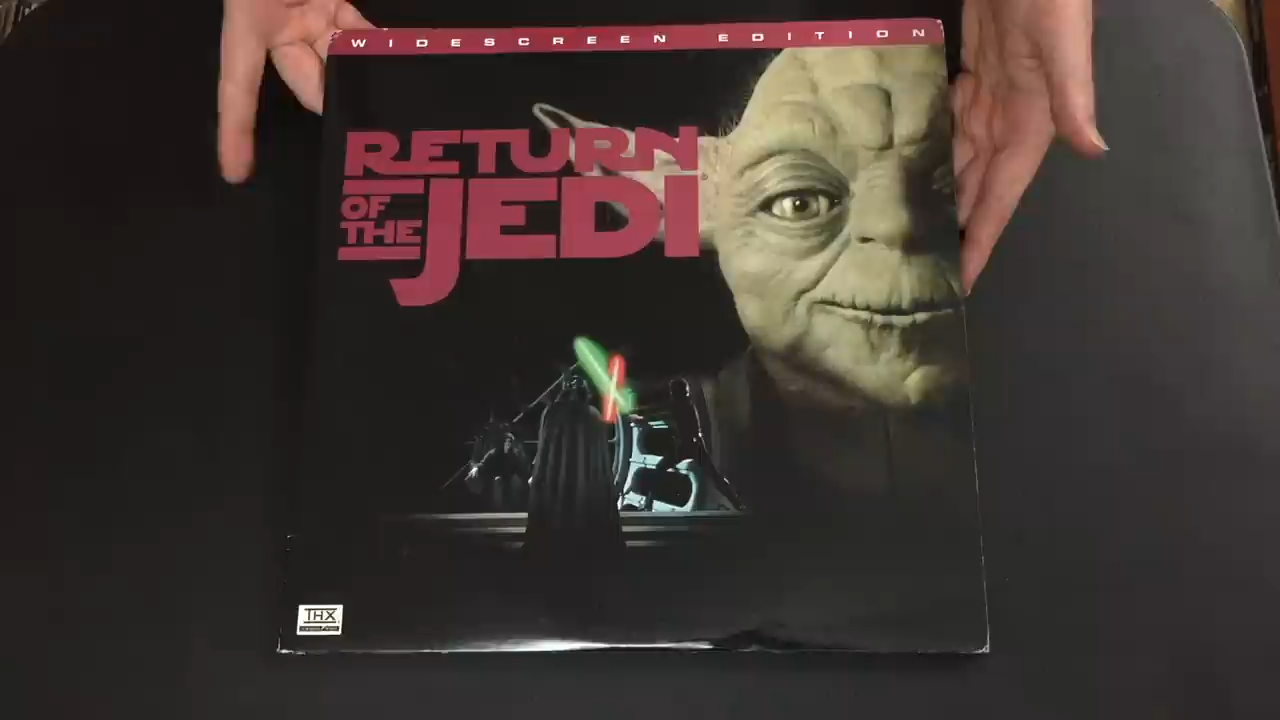 WIDESCREEN EDITION
RETURN
OF
THE
JEDI
THX